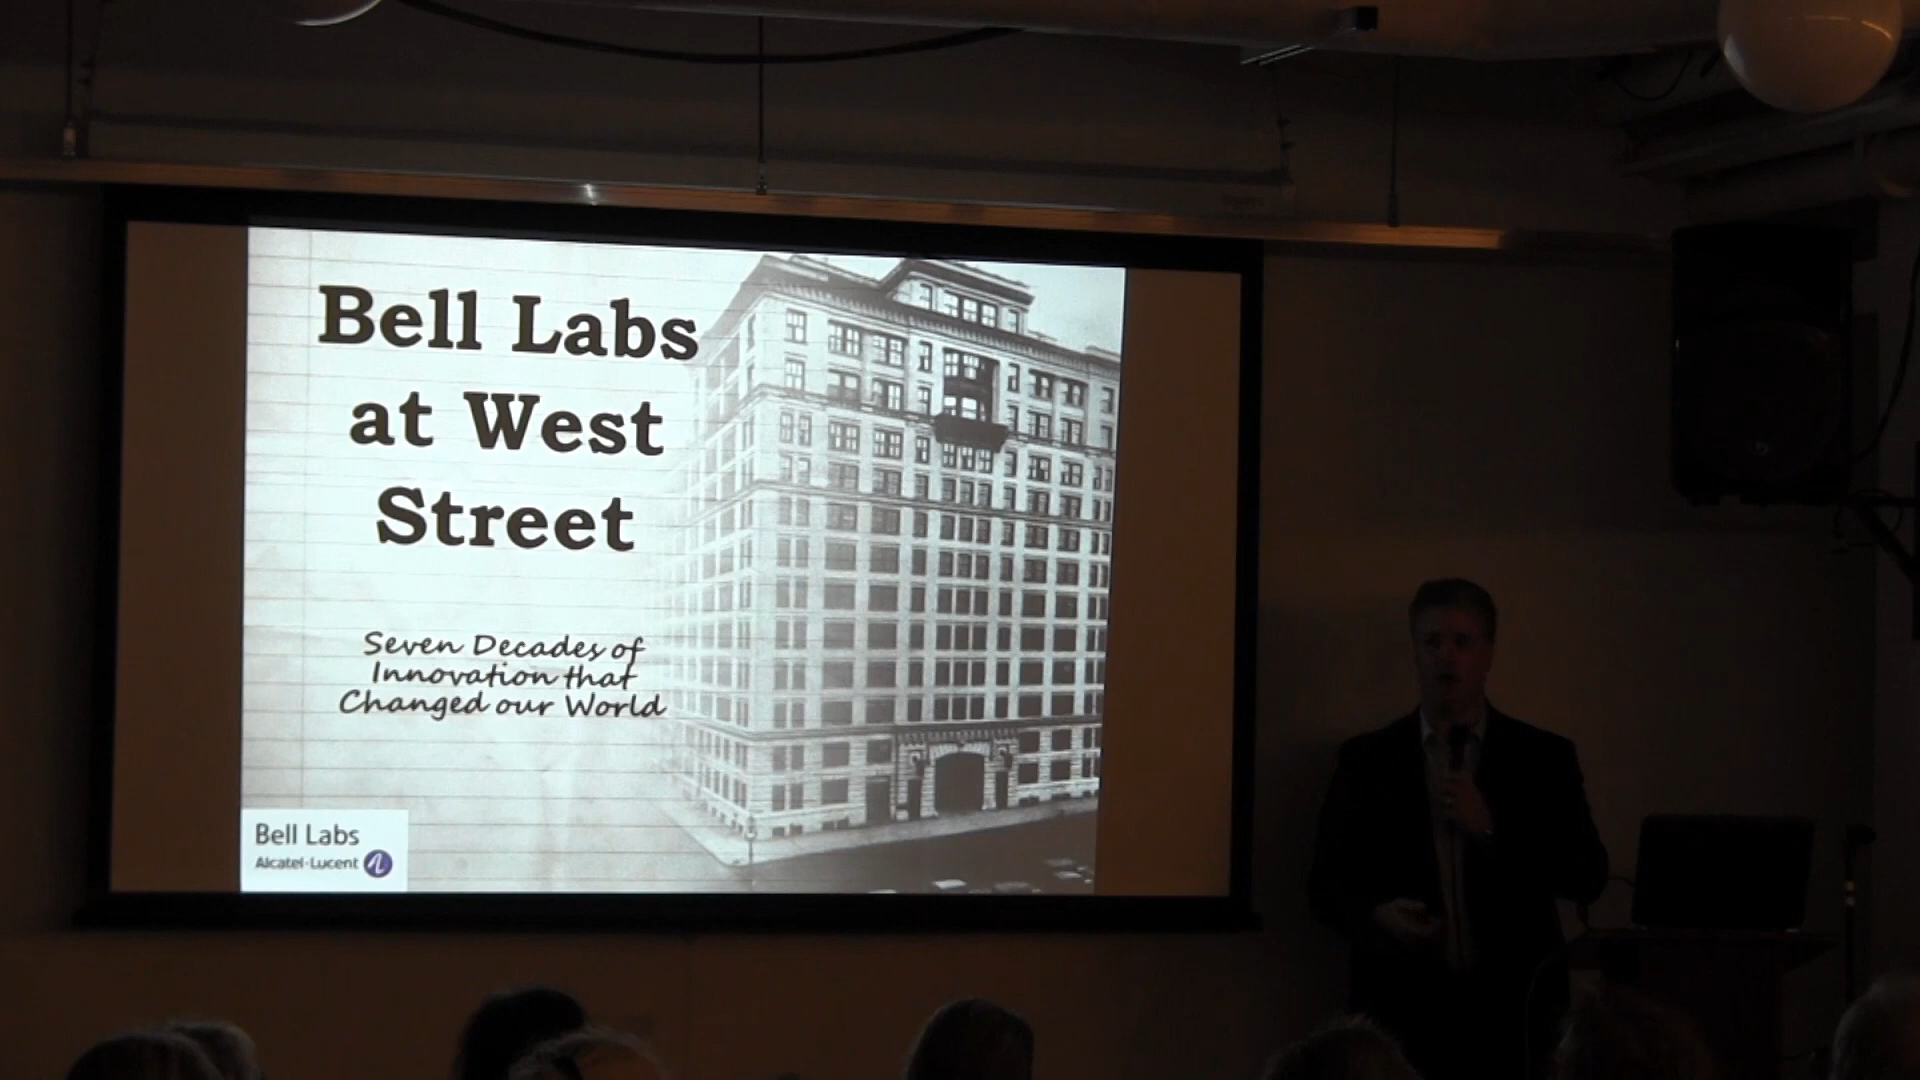 Bell Labs
at West
Street
Seven Decades of
Innovation that
Changed our World
Bell Labs
Alcatel-Lucent